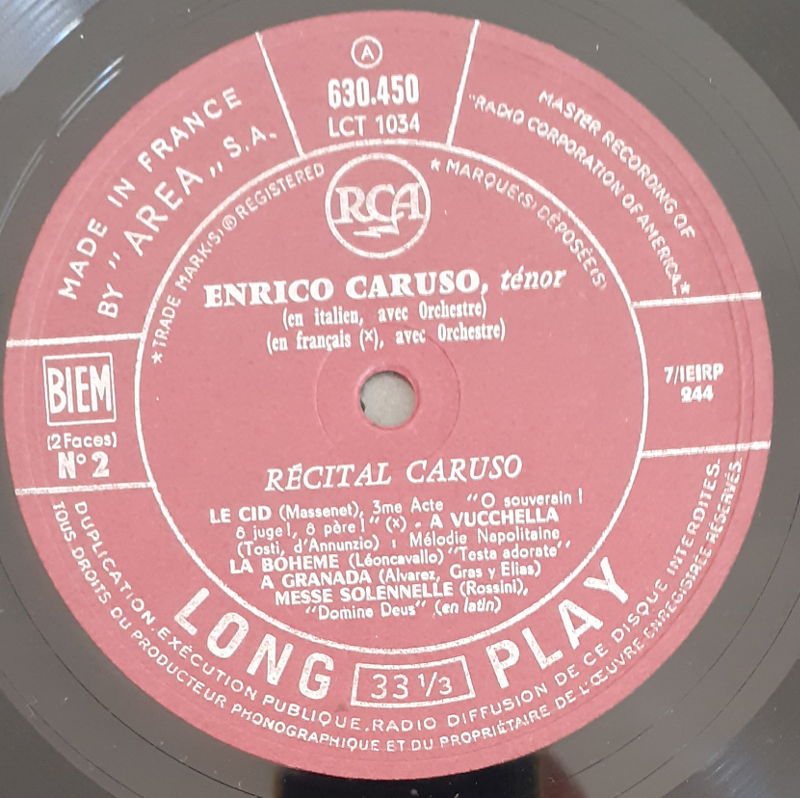 A
630.450
LCT 1034
MADE IN FRANCE
BY "AREA„ S.A.
MASTER RECORDING OF
"RADIO CORPORATION OF AMERICA"
*TRADE MARK(S) ® REGISTERED
*MARQUE(S) DÉPOSÉE(S)
RCA
ENRICO CARUSO, ténor
(en italien, avec Orchestre)
(en français (x), avec Orchestre)
BIEM
(2 Faces)
N° 2
7/IEIRP
244
RÉCITAL CARUSO
LE CID (Massenet), 3me Acte "O souverain !
ô juge !, ô père !" (x) - A VUCCHELLA
(Tosti, d'Annunzio) : Mélodie Napolitaine
LA BOHEME (Léoncavallo) "Testa adorate"
A GRANADA (Alvarez, Gras y Elias)
MESSE SOLENNELLE (Rossini),
"Domine Deus" (en latin)
LONG PLAY
33 1/3
DUPLICATION, EXÉCUTION PUBLIQUE, RADIO DIFFUSION DE CE DISQUE INTERDITES.
TOUS DROITS DU PRODUCTEUR PHONOGRAPHIQUE ET DU PROPRIÉTAIRE DE L'ŒUVRE ENREGISTRÉE RÉSERVÉS.